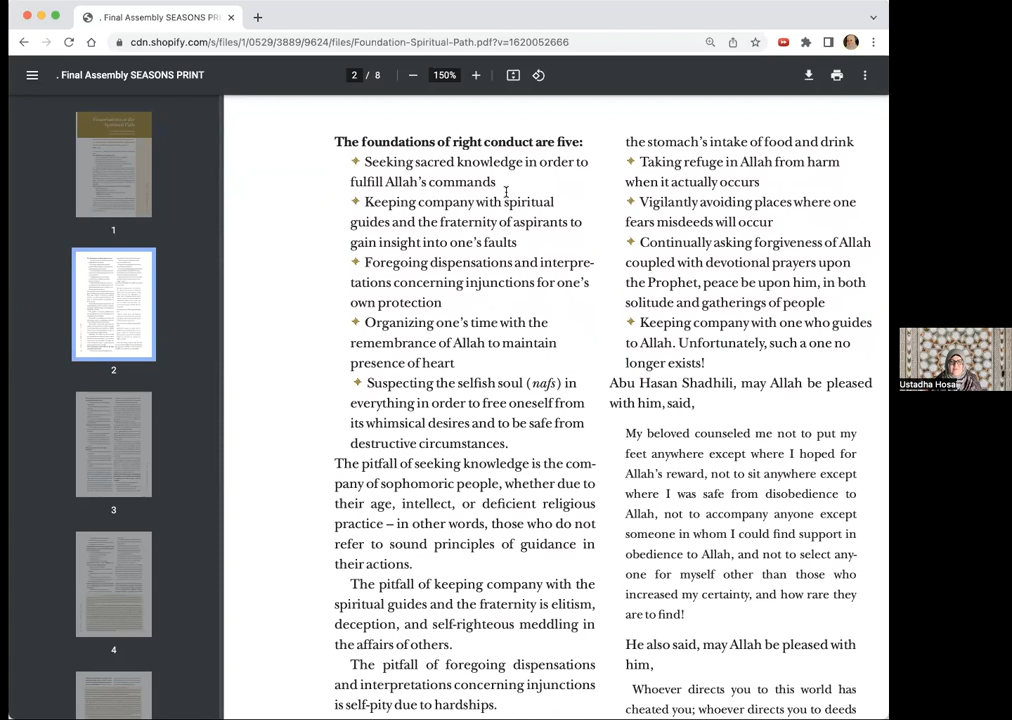 . Final Assembly SEASONS PRI
cdn.shopify.com/s/files/1/0529/3889/9624/files/Foundation-Spiritual-Path.pdf?v=1620052666
. Final Assembly SEASONS PRINT
2 / 8
150%
1
2
3
4
The foundations of right conduct are five:
✦ Seeking sacred knowledge in order to
fulfill Allah's commands
✦ Keeping company with spiritual
guides and the fraternity of aspirants to
gain insight into one's faults
✦ Foregoing dispensations and interpre-
tations concerning injunctions for one's
own protection
✦ Organizing one's time with the
remembrance of Allah to maintain
presence of heart
✦ Suspecting the selfish soul (nafs) in
everything in order to free oneself from
its whimsical desires and to be safe from
destructive circumstances.
The pitfall of seeking knowledge is the com-
pany of sophomoric people, whether due to
their age, intellect, or deficient religious
practice – in other words, those who do not
refer to sound principles of guidance in
their actions.
The pitfall of keeping company with the
spiritual guides and the fraternity is elitism,
deception, and self-righteous meddling in
the affairs of others.
The pitfall of foregoing dispensations
and interpretations concerning injunctions
is self-pity due to hardships.
the stomach's intake of food and drink
✦ Taking refuge in Allah from harm
when it actually occurs
✦ Vigilantly avoiding places where one
fears misdeeds will occur
✦ Continually asking forgiveness of Allah
coupled with devotional prayers upon
the Prophet, peace be upon him, in both
solitude and gatherings of people
✦ Keeping company with one who guides
to Allah. Unfortunately, such a one no
longer exists!
Abu Hasan Shadhili, may Allah be pleased
with him, said,
My beloved counseled me not to put my
feet anywhere except where I hoped for
Allah's reward, not to sit anywhere except
where I was safe from disobedience to
Allah, not to accompany anyone except
someone in whom I could find support in
obedience to Allah, and not to select any-
one for myself other than those who
increased my certainty, and how rare they
are to find!
He also said, may Allah be pleased with
him,
Whoever directs you to this world has
cheated you; whoever directs you to deeds
Ustadha Hosai